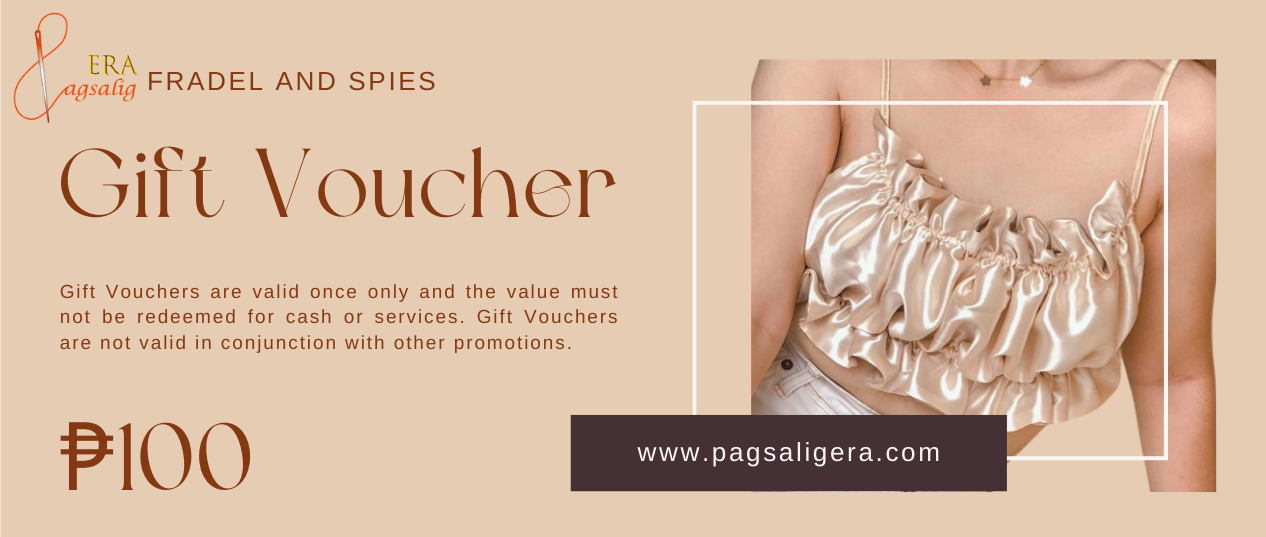 ERA
Pagsalig
FRADEL AND SPIES
Gift Voucher
Gift Vouchers are valid once only and the value must
not be redeemed for cash or services. Gift Vouchers
are not valid in conjunction with other promotions.
₱100
www.pagsaligera.com